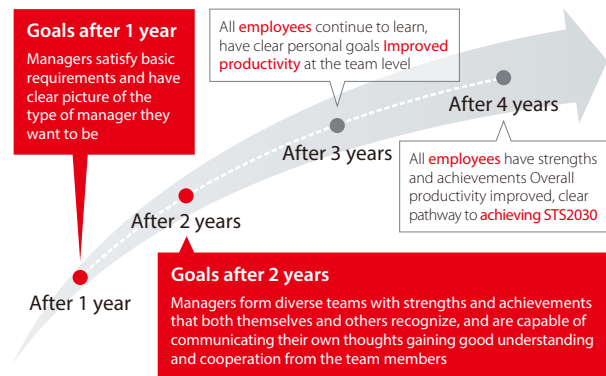 Goals after 1 year
Managers satisfy basic
requirements and have
clear picture of the
type of manager they
want to be
All employees continue to learn,
have clear personal goals Improved
productivity at the team level
After 4 years
After 3 years
All employees have strengths
and achievements Overall
productivity improved, clear
pathway to achieving STS2030
After 2 years
Goals after 2 years
Managers form diverse teams with strengths and achievements
that both themselves and others recognize, and are capable of
communicating their own thoughts gaining good understanding
and cooperation from the team members
After 1 year